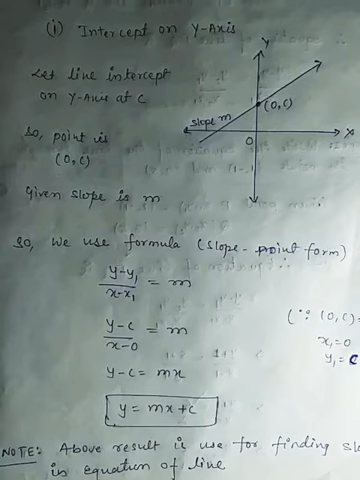 (i) Intercept on Y-Axis
Y
Let line intercept
on Y-Axis at C
(0,C)
slope m
X
0
So, point is
(0,C)
Given slope is m
So, We use formula (slope-point form)
y-y₁/x-x₁ = m
y-c/x-0 = m
(∵ (0,C)=
x₁=0
y₁=C
y-c = mx
y = mx+c
NOTE: Above result is use for finding slo
in equation of line